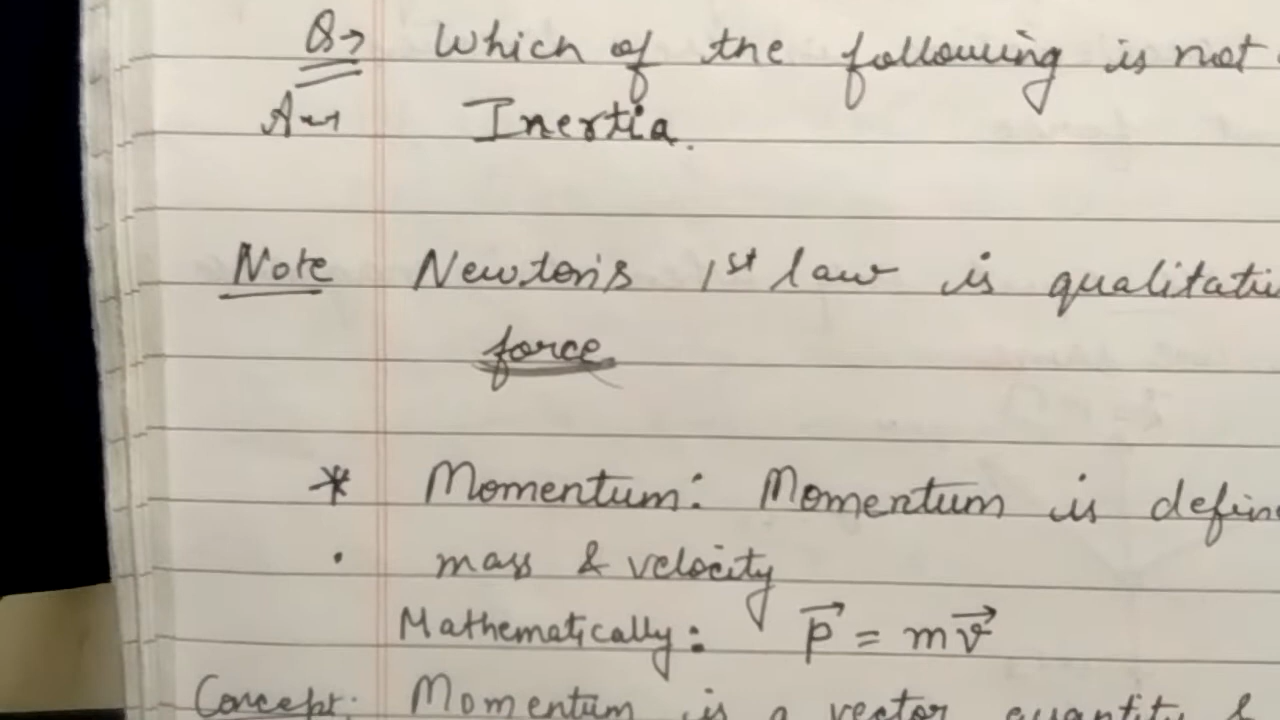 Q→ Which of the following is not
Ans Inertia.
Note Newton's 1st law is qualitati
force
* Momentum: Momentum is define
. mass & velocity
Mathematically: p⃗ = mv⃗
Concept: Momentum is a vector quantity &